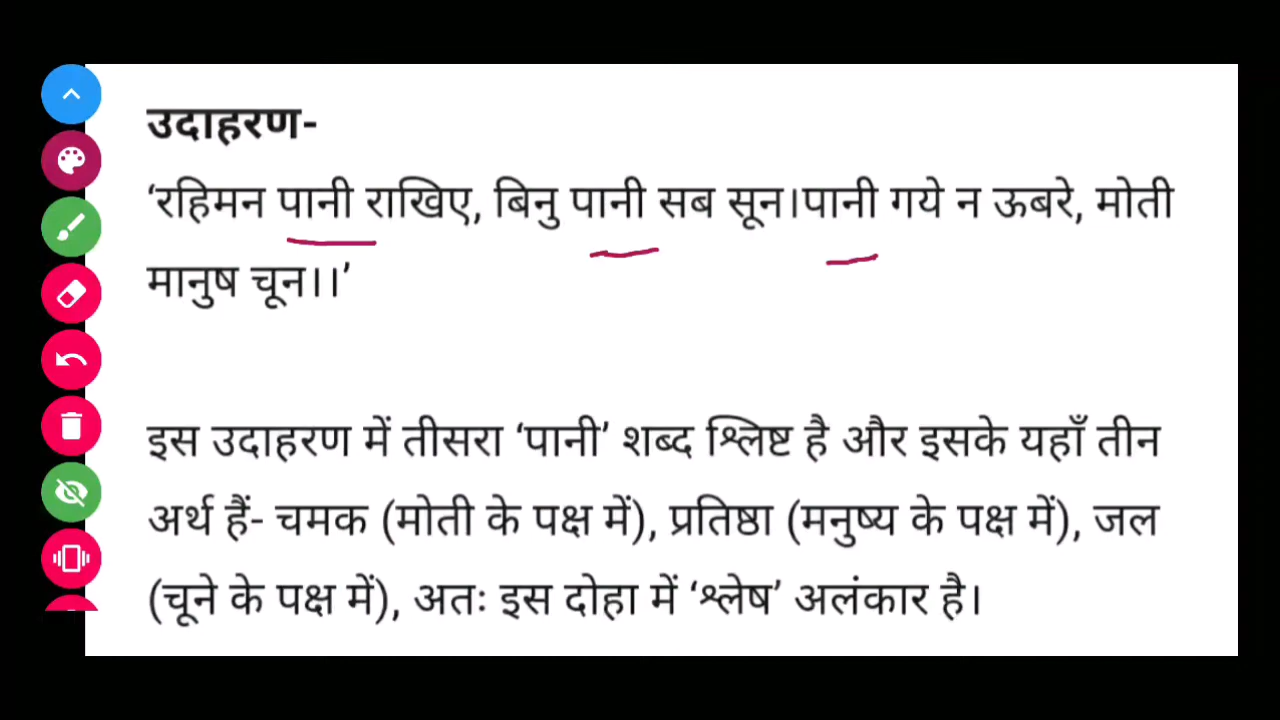 उदाहरण-
‘रहिमन पानी राखिए, बिनु पानी सब सून।पानी गये न ऊबरे, मोती
मानुष चून।।’
इस उदाहरण में तीसरा ‘पानी’ शब्द श्लिष्ट है और इसके यहाँ तीन
अर्थ हैं- चमक (मोती के पक्ष में), प्रतिष्ठा (मनुष्य के पक्ष में), जल
(चूने के पक्ष में), अतः इस दोहा में ‘श्लेष’ अलंकार है।